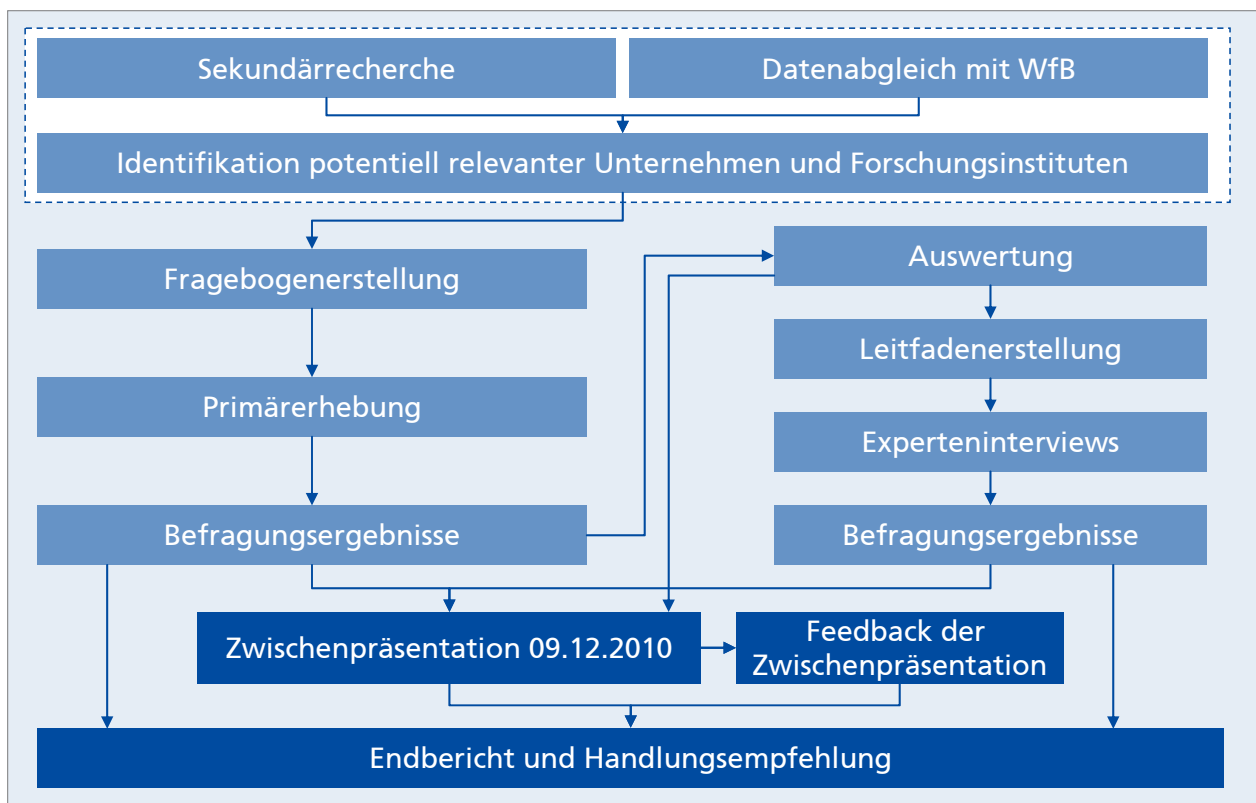 Sekundärrecherche
Datenabgleich mit WfB
Identifikation potentiell relevanter Unternehmen und Forschungsinstituten
Fragebogenerstellung
Primärerhebung
Befragungsergebnisse
Auswertung
Leitfadenerstellung
Experteninterviews
Befragungsergebnisse
Zwischenpräsentation 09.12.2010
Feedback der
Zwischenpräsentation
Endbericht und Handlungsempfehlung